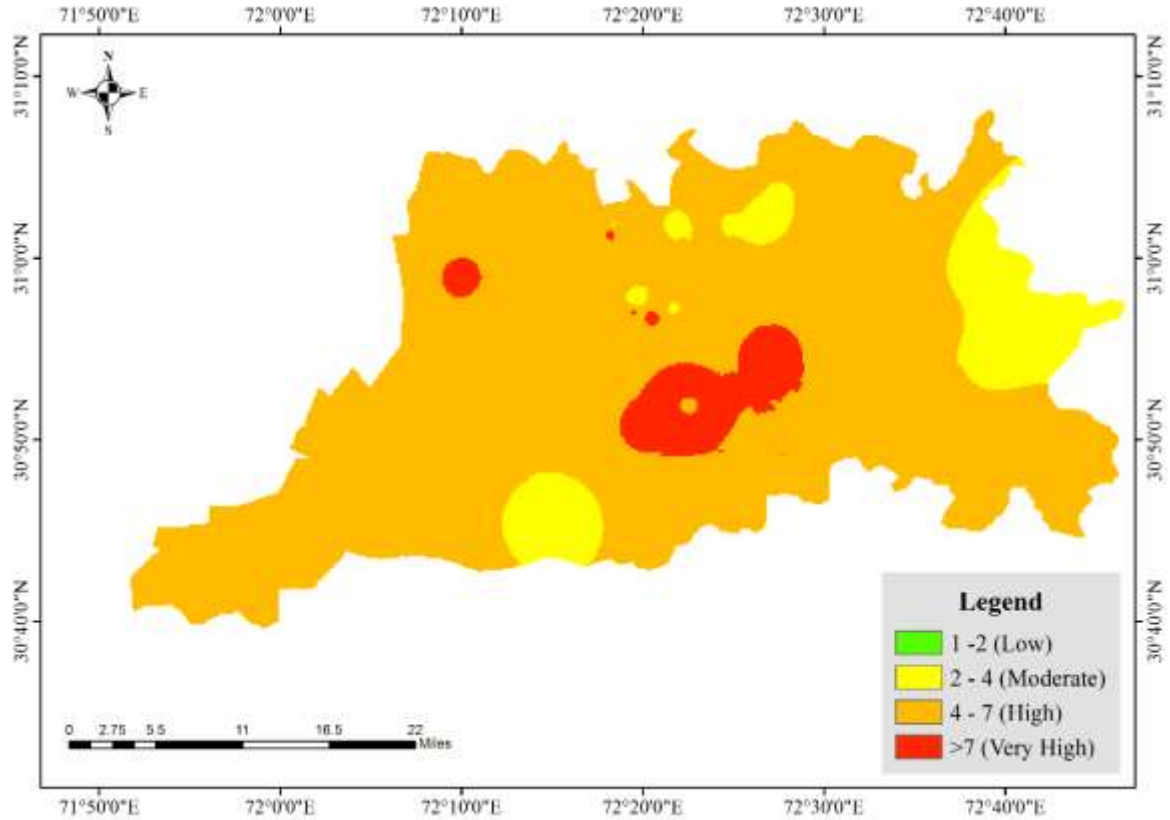 71°50'0"E 72°0'0"E 72°10'0"E 72°20'0"E 72°30'0"E 72°40'0"E
N
W E
S
31°10'0"N 31°10'0"N
31°0'0"N 31°0'0"N
30°50'0"N 30°50'0"N
30°40'0"N 30°40'0"N
Legend
1 -2 (Low)
2 - 4 (Moderate)
4 - 7 (High)
>7 (Very High)
0 2.75 5.5 11 16.5 22
Miles
71°50'0"E 72°0'0"E 72°10'0"E 72°20'0"E 72°30'0"E 72°40'0"E